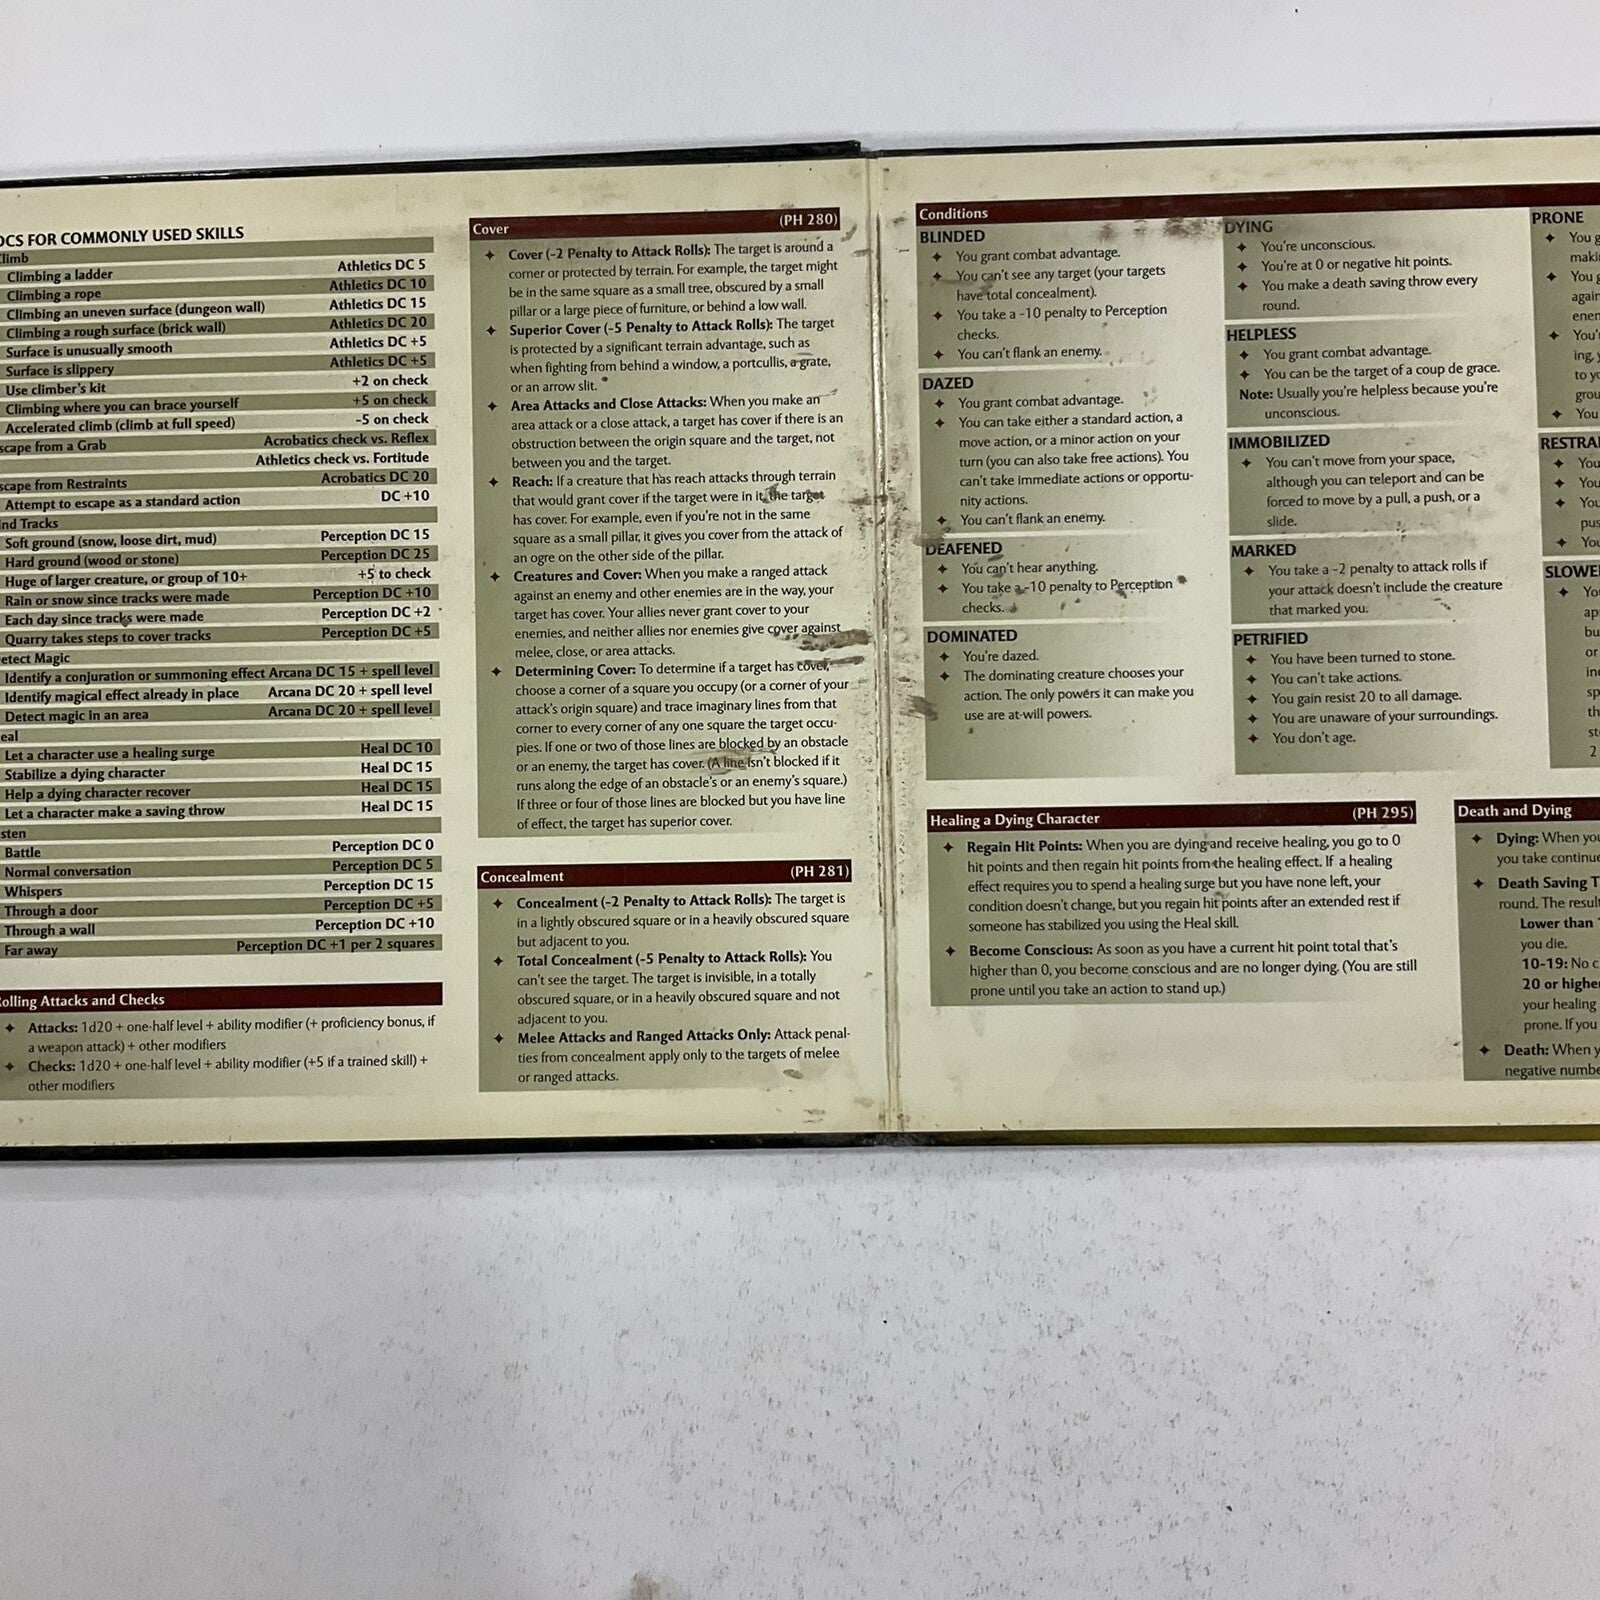 DCS FOR COMMONLY USED SKILLS
Climb
Climbing a ladder Athletics DC 5
Climbing a rope Athletics DC 10
Climbing an uneven surface (dungeon wall) Athletics DC 15
Climbing a rough surface (brick wall) Athletics DC 20
Surface is unusually smooth Athletics DC +5
Surface is slippery Athletics DC +5
Use climber's kit +2 on check
Climbing where you can brace yourself +5 on check
Accelerated climb (climb at full speed) -5 on check
scape from a Grab Acrobatics check vs. Reflex
Athletics check vs. Fortitude
scape from Restraints Acrobatics DC 20
Attempt to escape as a standard action DC +10
ind Tracks
Soft ground (snow, loose dirt, mud) Perception DC 15
Hard ground (wood or stone) Perception DC 25
Huge of larger creature, or group of 10+ +5 to check
Rain or snow since tracks were made Perception DC +10
Each day since tracks were made Perception DC +2
Quarry takes steps to cover tracks Perception DC +5
etect Magic
Identify a conjuration or summoning effect Arcana DC 15 + spell level
Identify magical effect already in place Arcana DC 20 + spell level
Detect magic in an area Arcana DC 20 + spell level
eal
Let a character use a healing surge Heal DC 10
Stabilize a dying character Heal DC 15
Help a dying character recover Heal DC 15
Let a character make a saving throw Heal DC 15
sten
Battle Perception DC 0
Normal conversation Perception DC 5
Whispers Perception DC 15
Through a door Perception DC +5
Through a wall Perception DC +10
Far away Perception DC +1 per 2 squares
olling Attacks and Checks
Attacks: 1d20 + one-half level + ability modifier (+ proficiency bonus, if
a weapon attack) + other modifiers
Checks: 1d20 + one-half level + ability modifier (+5 if a trained skill) +
other modifiers
Cover (PH 280)
Cover (-2 Penalty to Attack Rolls): The target is around a
corner or protected by terrain. For example, the target might
be in the same square as a small tree, obscured by a small
pillar or a large piece of furniture, or behind a low wall.
Superior Cover (-5 Penalty to Attack Rolls): The target
is protected by a significant terrain advantage, such as
when fighting from behind a window, a portcullis, a grate,
or an arrow slit.
Area Attacks and Close Attacks: When you make an
area attack or a close attack, a target has cover if there is an
obstruction between the origin square and the target, not
between you and the target.
Reach: If a creature that has reach attacks through terrain
that would grant cover if the target were in it, the target
has cover. For example, even if you're not in the same
square as a small pillar, it gives you cover from the attack of
an ogre on the other side of the pillar.
Creatures and Cover: When you make a ranged attack
against an enemy and other enemies are in the way, your
target has cover. Your allies never grant cover to your
enemies, and neither allies nor enemies give cover against
melee, close, or area attacks.
Determining Cover: To determine if a target has cover,
choose a corner of a square you occupy (or a corner of your
attack's origin square) and trace imaginary lines from that
corner to every corner of any one square the target occu-
pies. If one or two of those lines are blocked by an obstacle
or an enemy, the target has cover. (A line isn't blocked if it
runs along the edge of an obstacle's or an enemy's square.)
If three or four of those lines are blocked but you have line
of effect, the target has superior cover.
Concealment (PH 281)
Concealment (-2 Penalty to Attack Rolls): The target is
in a lightly obscured square or in a heavily obscured square
but adjacent to you.
Total Concealment (-5 Penalty to Attack Rolls): You
can't see the target. The target is invisible, in a totally
obscured square, or in a heavily obscured square and not
adjacent to you.
Melee Attacks and Ranged Attacks Only: Attack penal-
ties from concealment apply only to the targets of melee
or ranged attacks.
Conditions
BLINDED
You grant combat advantage.
You can't see any target (your targets
have total concealment).
You take a -10 penalty to Perception
checks.
You can't flank an enemy.
DAZED
You grant combat advantage.
You can take either a standard action, a
move action, or a minor action on your
turn (you can also take free actions). You
can't take immediate actions or opportu-
nity actions.
You can't flank an enemy.
DEAFENED
You can't hear anything.
You take a -10 penalty to Perception
checks.
DOMINATED
You're dazed.
The dominating creature chooses your
action. The only powers it can make you
use are at-will powers.
DYING
You're unconscious.
You're at 0 or negative hit points.
You make a death saving throw every
round.
HELPLESS
You grant combat advantage.
You can be the target of a coup de grace.
Note: Usually you're helpless because you're
unconscious.
IMMOBILIZED
You can't move from your space,
although you can teleport and can be
forced to move by a pull, a push, or a
slide.
MARKED
You take a -2 penalty to attack rolls if
your attack doesn't include the creature
that marked you.
PETRIFIED
You have been turned to stone.
You can't take actions.
You gain resist 20 to all damage.
You are unaware of your surroundings.
You don't age.
PRONE
You g
maki
You g
again
enem
You'r
ing, y
to yo
grou
You
RESTRAI
You
You
You
pus
You
SLOWE
Yo
ap
bu
or
in
sp
th
st
2
Healing a Dying Character (PH 295)
Regain Hit Points: When you are dying and receive healing, you go to 0
hit points and then regain hit points from the healing effect. If a healing
effect requires you to spend a healing surge but you have none left, your
condition doesn't change, but you regain hit points after an extended rest if
someone has stabilized you using the Heal skill.
Become Conscious: As soon as you have a current hit point total that's
higher than 0, you become conscious and are no longer dying. (You are still
prone until you take an action to stand up.)
Death and Dying
Dying: When you
you take continue
Death Saving T
round. The result
Lower than 1
you die.
10-19: No c
20 or higher
your healing
prone. If you
Death: When y
negative numbe